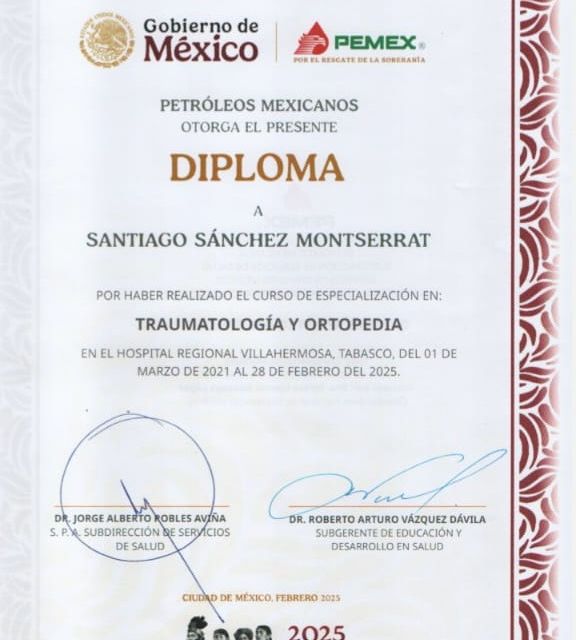 Gobierno de
México
PEMEX®
POR EL RESCATE DE LA SOBERANÍA
PETRÓLEOS MEXICANOS
OTORGA EL PRESENTE
DIPLOMA
A
SANTIAGO SÁNCHEZ MONTSERRAT
POR HABER REALIZADO EL CURSO DE ESPECIALIZACIÓN EN:
TRAUMATOLOGÍA Y ORTOPEDIA
EN EL HOSPITAL REGIONAL VILLAHERMOSA, TABASCO, DEL 01 DE
MARZO DE 2021 AL 28 DE FEBRERO DEL 2025.
DR. JORGE ALBERTO ROBLES AVIÑA
S. P. A. SUBDIRECCIÓN DE SERVICIOS
DE SALUD
DR. ROBERTO ARTURO VÁZQUEZ DÁVILA
SUBGERENTE DE EDUCACIÓN Y
DESARROLLO EN SALUD
CIUDAD DE MÉXICO, FEBRERO 2025
2025